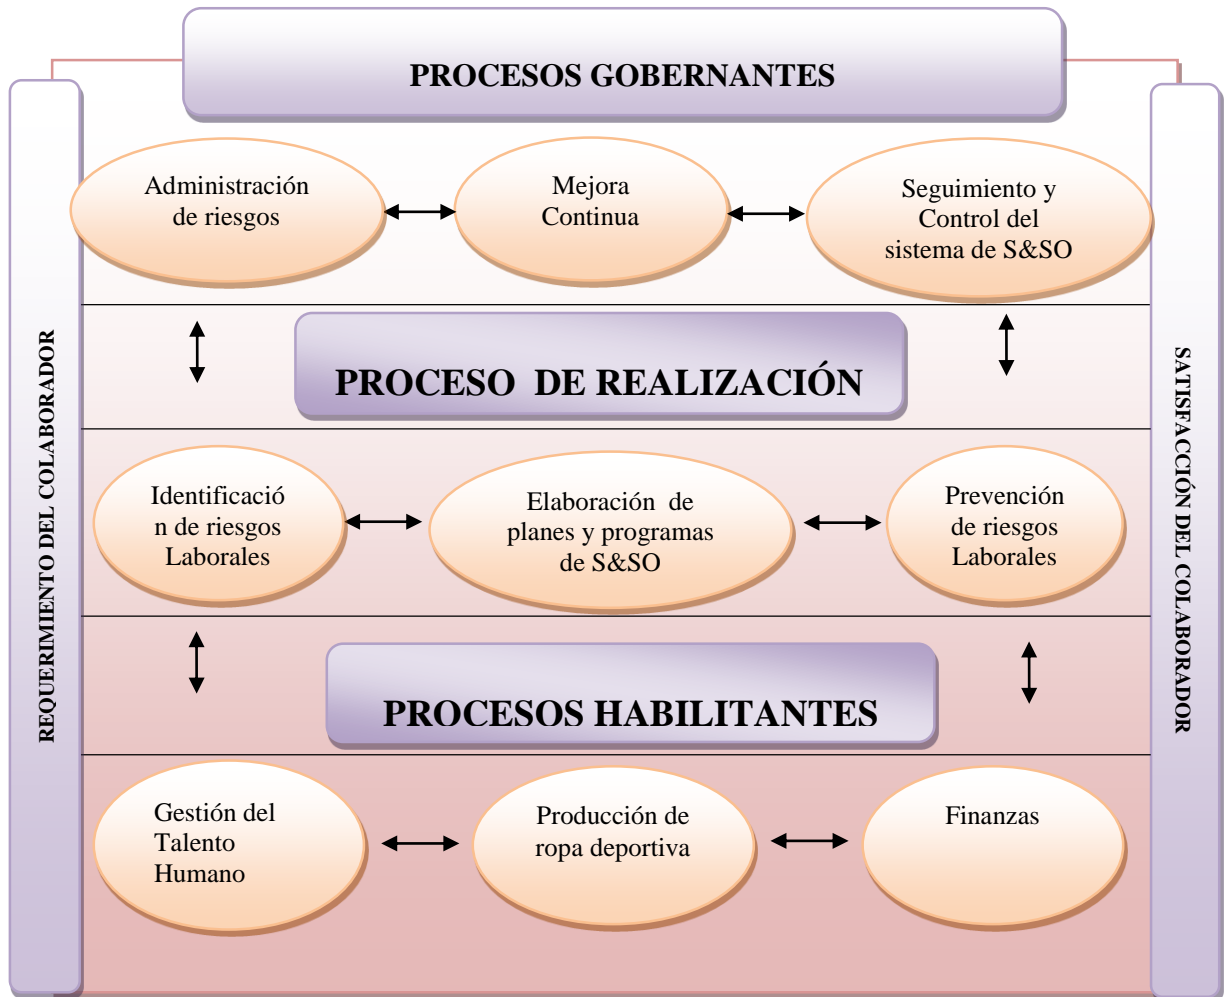 PROCESOS GOBERNANTES
Administración
de riesgos
Mejora
Continua
Seguimiento y
Control del
sistema de S&SO
REQUERIMIENTO DEL COLABORADOR
PROCESO  DE REALIZACIÓN
SATISFACCIÓN DEL COLABORADOR
Identificació
n de riesgos
Laborales
Elaboración  de
planes y programas
de S&SO
Prevención
de riesgos
Laborales
PROCESOS HABILITANTES
Gestión del
Talento
Humano
Producción de
ropa deportiva
Finanzas